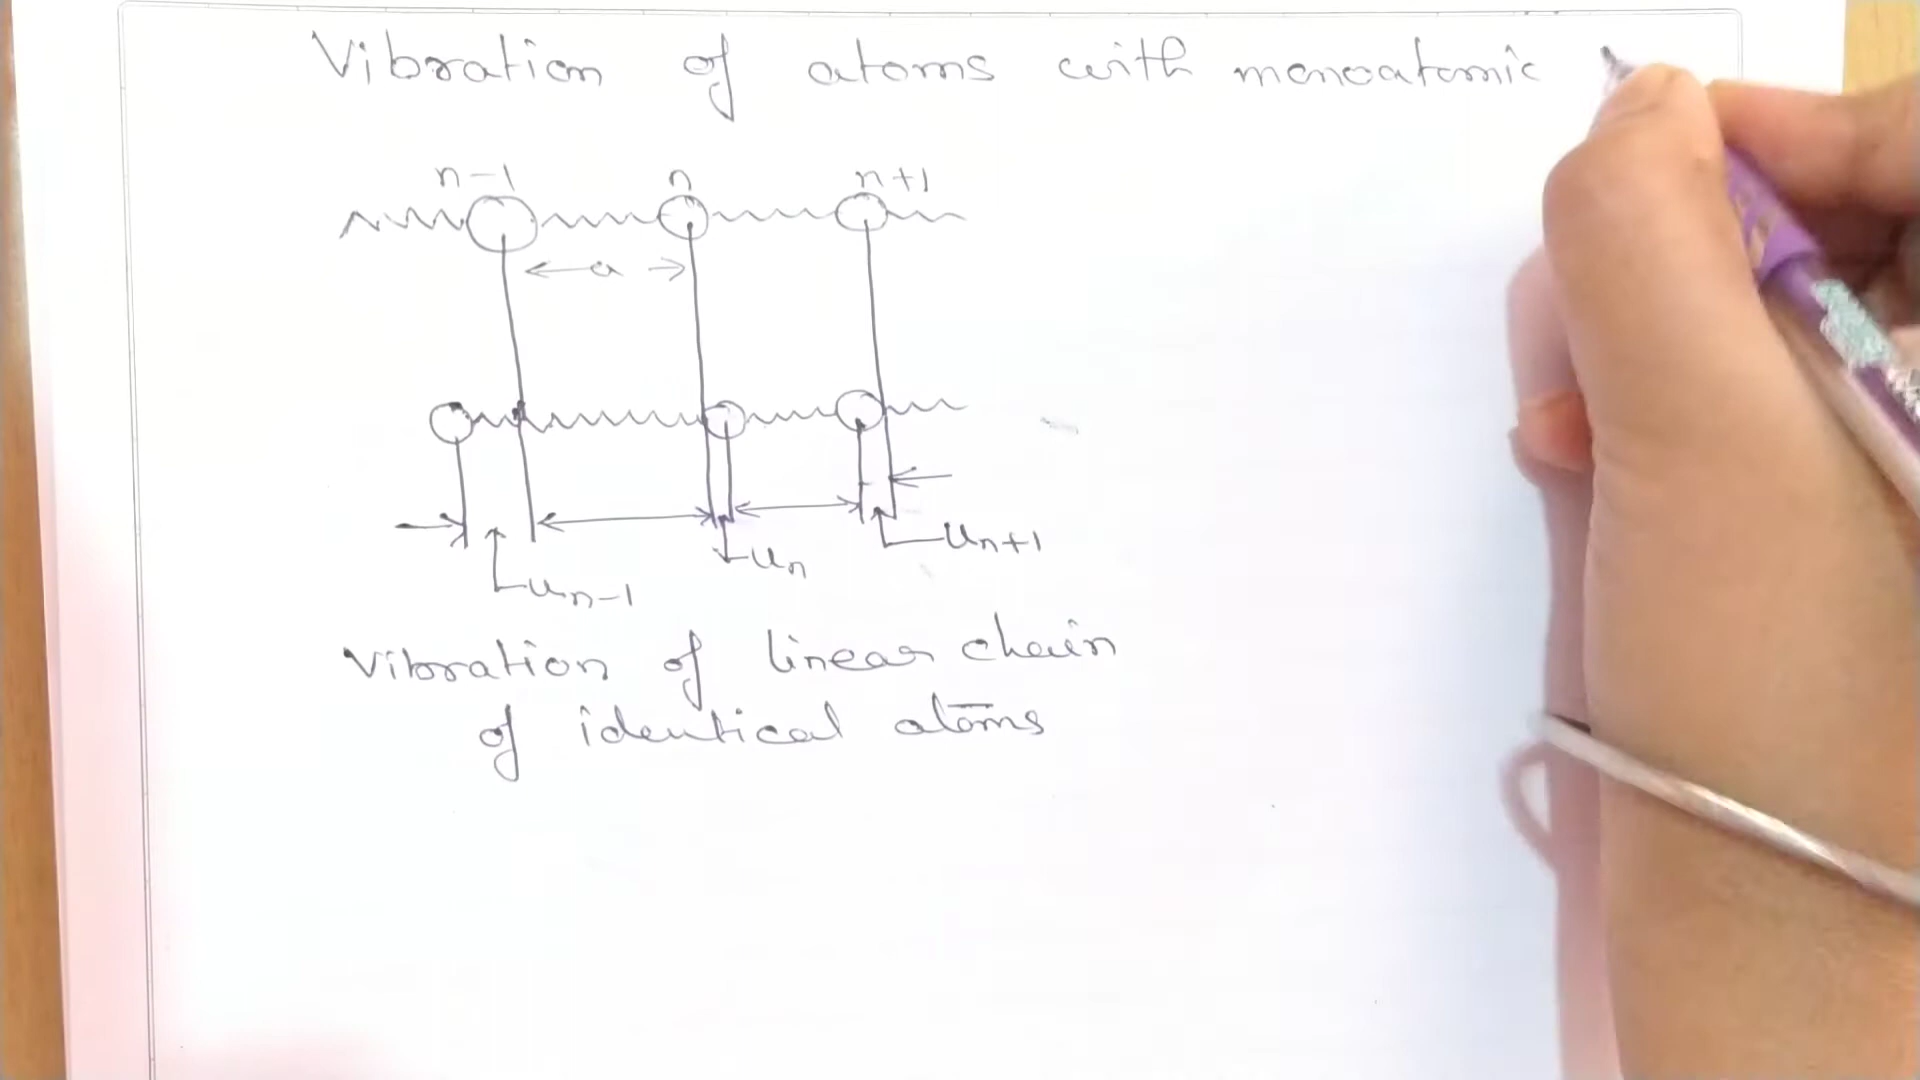 Vibration of atoms with monoatomic
n-1 n n+1
a
un-1 un un+1
Vibration of linear chain
of identical atoms